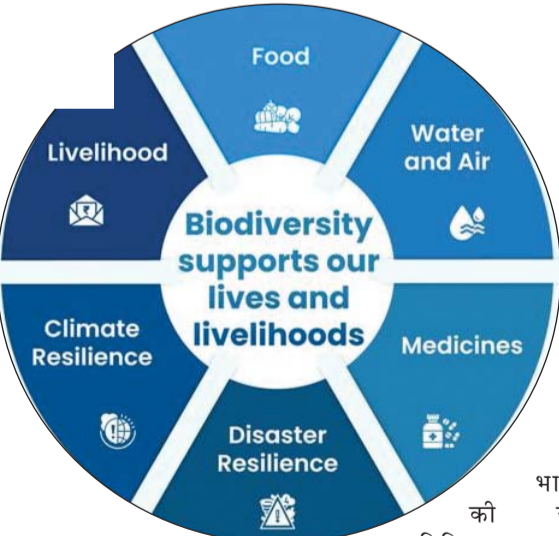 Food
Water
and Air
Livelihood
Biodiversity
supports our
lives and
livelihoods
Climate
Resilience
Medicines
Disaster
Resilience
की